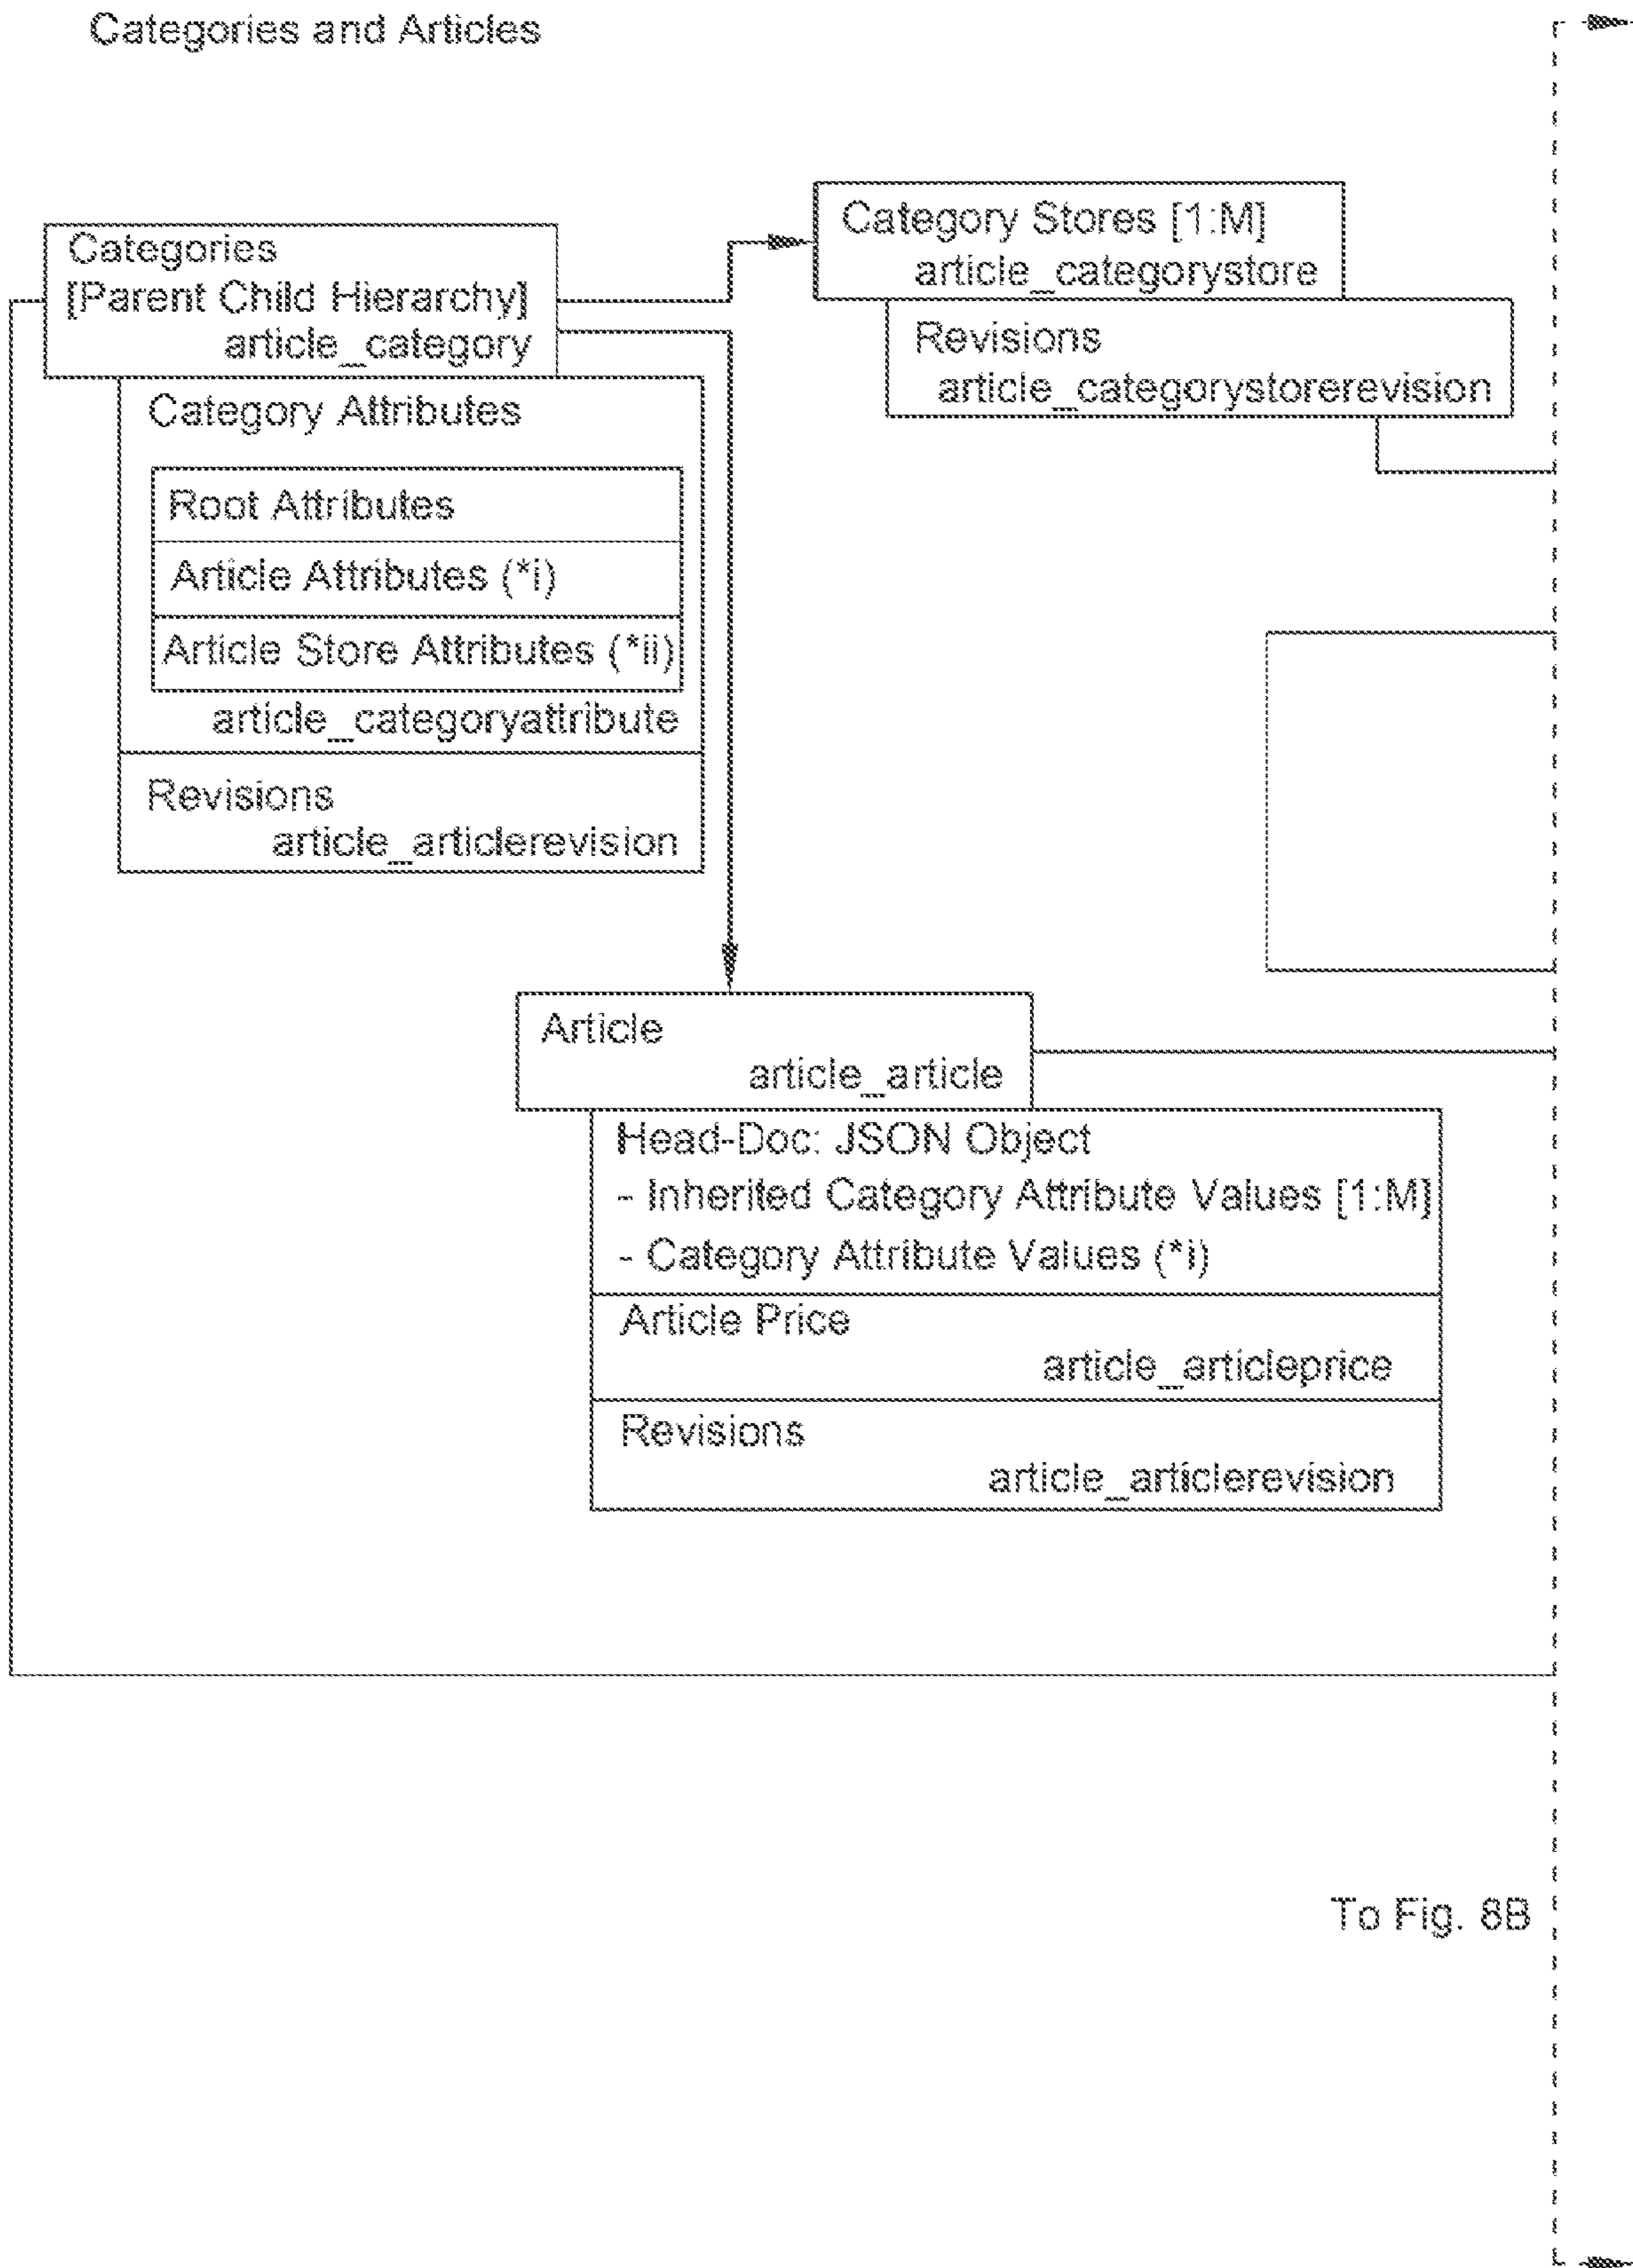 Categories and Articles
Categories
[Parent Child Hierarchy]
article_category
Category Attributes
Root Attributes
Article Attributes (*i)
Article Store Attributes (*ii)
article_categoryattribute
Revisions
article_articlerevision
Category Stores [1:M]
article_categorystore
Revisions
article_categorystorerevision
Article
article_article
Head-Doc: JSON Object
- Inherited Category Attribute Values [1:M]
- Category Attribute Values (*i)
Article Price
article_articleprice
Revisions
article_articlerevision
To Fig. 8B